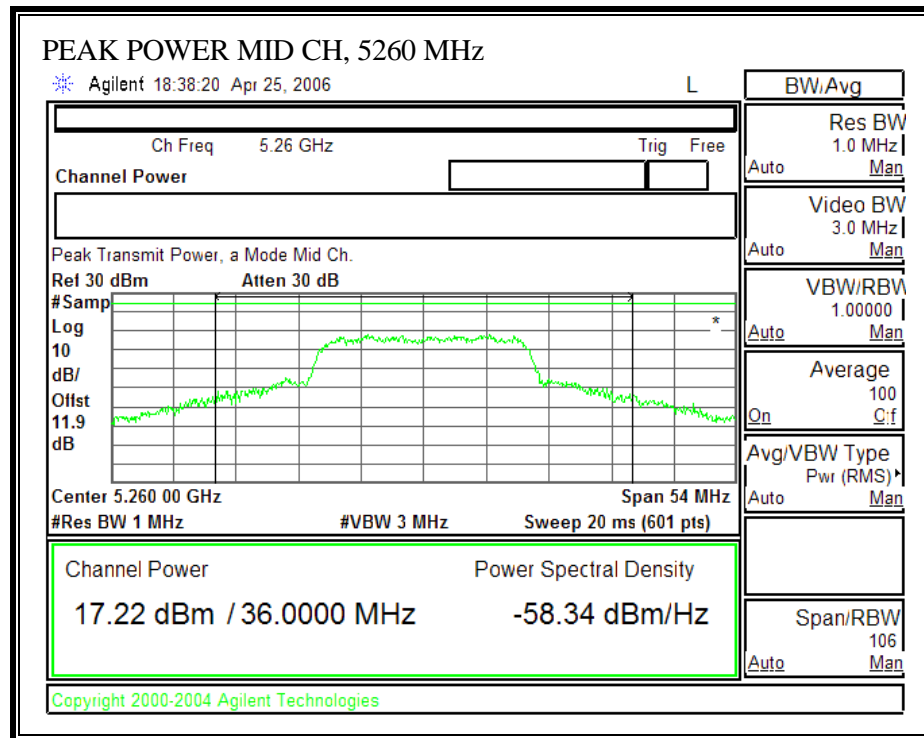 PEAK POWER MID CH, 5260 MHz
Agilent 18:38:20 Apr 25, 2006 L
Ch Freq 5.26 GHz Trig Free
Channel Power
Peak Transmit Power, a Mode Mid Ch.
Ref 30 dBm Atten 30 dB
#Samp
Log
10
dB/
Offst
11.9
dB
*
Center 5.260 00 GHz Span 54 MHz
#Res BW 1 MHz #VBW 3 MHz Sweep 20 ms (601 pts)
Channel Power Power Spectral Density
17.22 dBm / 36.0000 MHz -58.34 dBm/Hz
Copyright 2000-2004 Agilent Technologies
BW/Avg
Res BW
1.0 MHz
Auto Man
Video BW
3.0 MHz
Auto Man
VBW/RBW
1.00000
Auto Man
Average
100
On
Avg/VBW Type
Pwr (RMS)
Auto Man
Span/RBW
106
Auto Man